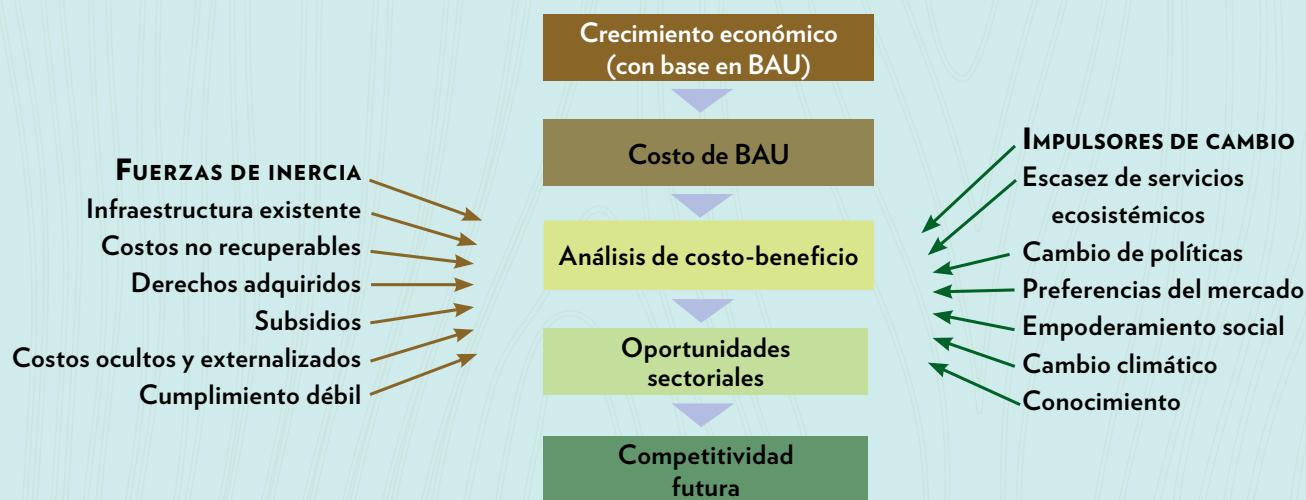 Crecimiento económico
(con base en BAU)
Costo de BAU
Análisis de costo-beneficio
Oportunidades
sectoriales
Competitividad
futura
FUERZAS DE INERCIA
Infraestructura existente
Costos no recuperables
Derechos adquiridos
Subsidios
Costos ocultos y externalizados
Cumplimiento débil
IMPULSORES DE CAMBIO
Escasez de servicios
ecosistémicos
Cambio de políticas
Preferencias del mercado
Empoderamiento social
Cambio climático
Conocimiento